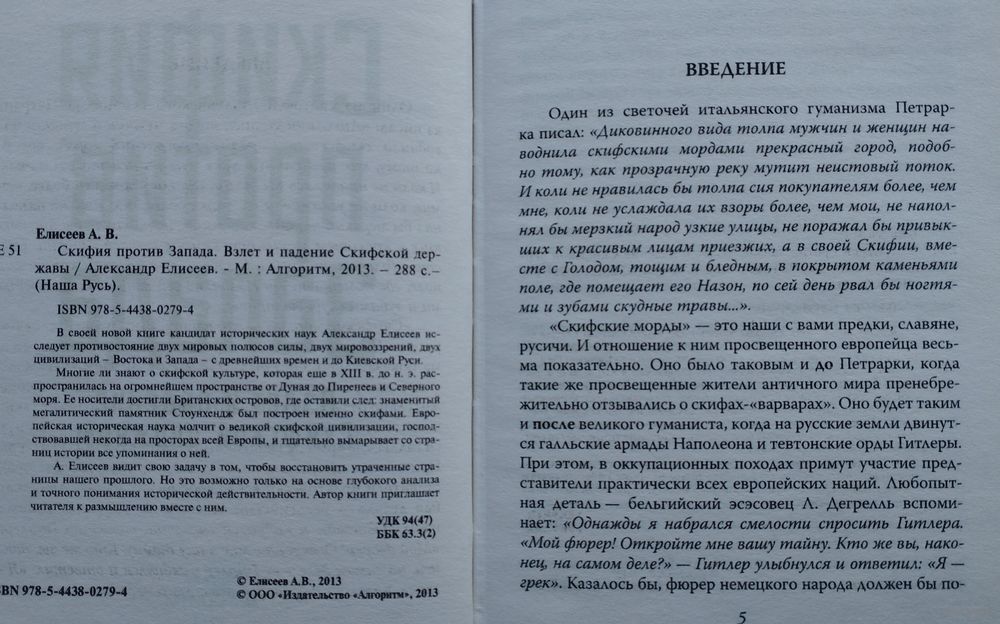 Елисеев А. В.
Е 51
Скифия против Запада. Взлет и падение Скифской дер-
жавы / Александр Елисеев. - М. : Алгоритм, 2013. – 288 с.–
(Наша Русь).
ISBN 978-5-4438-0279-4
В своей новой книге кандидат исторических наук Александр Елисеев ис-
следует противостояние двух мировых полюсов силы, двух мировоззрений, двух
цивилизаций – Востока и Запада – с древнейших времен и до Киевской Руси.
Многие ли знают о скифской культуре, которая еще в XIII в. до н. э. рас-
пространилась на огромнейшем пространстве от Дуная до Пиренеев и Северного
моря. Ее носители достигли Британских островов, где оставили след: знаменитый
мегалитический памятник Стоунхендж был построен именно скифами. Евро-
пейская историческая наука молчит о великой скифской цивилизации, госпо-
дствовавшей некогда на просторах всей Европы, и тщательно вымарывает со стра-
ниц истории все упоминания о ней.
А. Елисеев видит свою задачу в том, чтобы восстановить утраченные стра-
ницы нашего прошлого. Но это возможно только на основе глубокого анализа
и точного понимания исторической действительности. Автор книги приглашает
читателя к размышлению вместе с ним.
УДК 94(47)
ББК 63.3(2)
© Елисеев А.В., 2013
ISBN 978-5-4438-0279-4
© ООО «Издательство «Алгоритм», 2013
ВВЕДЕНИЕ
Один из светочей итальянского гуманизма Петрар-
ка писал: «Диковинного вида толпа мужчин и женщин на-
воднила скифскими мордами прекрасный город, подоб-
но тому, как прозрачную реку мутит неистовый поток.
И коли не нравилась бы толпа сия покупателям более, чем
мне, коли не услаждала их взоры более, чем мои, не напол-
нял бы мерзкий народ узкие улицы, не поражал бы привык-
ших к красивым лицам приезжих, а в своей Скифии, вме-
сте с Голодом, тощим и бледным, в покрытом каменьями
поле, где помещает его Назон, по сей день рвал бы ногтя-
ми и зубами скудные травы...».
«Скифские морды» — это наши с вами предки, славяне,
русичи. И отношение к ним просвещенного европейца весь-
ма показательно. Оно было таковым и до Петрарки, когда
такие же просвещенные жители античного мира пренебре-
жительно отзывались о скифах-«варварах». Оно будет таким
и после великого гуманиста, когда на русские земли двинут-
ся галльские армады Наполеона и тевтонские орды Гитлеры.
При этом, в оккупационных походах примут участие пред-
ставители практически всех европейских наций. Любопыт-
ная деталь — бельгийский эсэсовец Л. Дегрелль вспоми-
нает: «Однажды я набрался смелости спросить Гитлера.
«Мой фюрер! Откройте мне вашу тайну. Кто же вы, нако-
нец, на самом деле?» — Гитлер улыбнулся и ответил: «Я —
грек». Казалось бы, фюрер немецкого народа должен бы по-
5